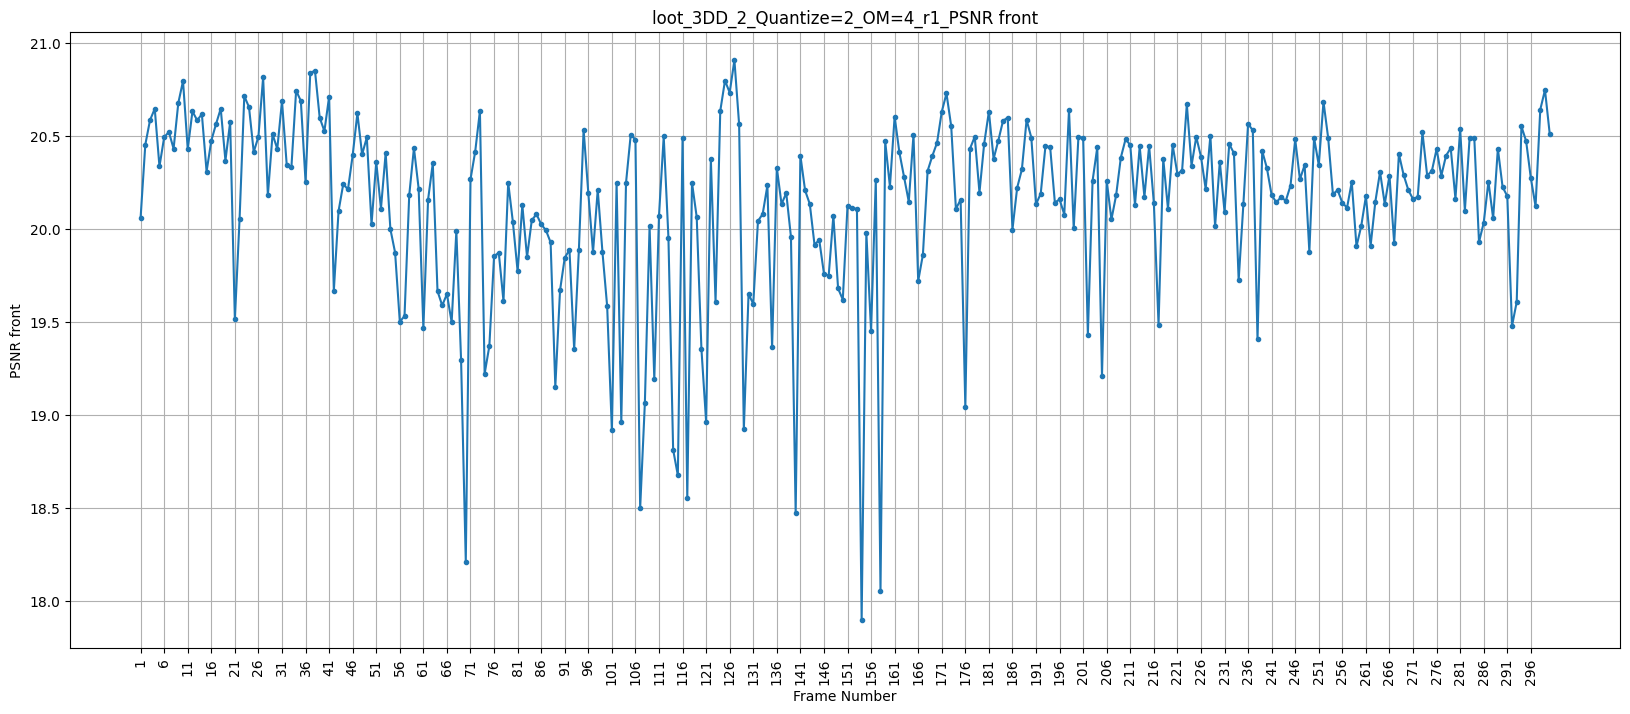 loot_3DD_2_Quantize=2_OM=4_r1_PSNR front
21.0
20.5
20.0
19.5
19.0
18.5
18.0
PSNR front
1 6 11 16 21 26 31 36 41 46 51 56 61 66 71 76 81 86 91 96 101 106 111 116 121 126 131 136 141 146 151 156 161 166 171 176 181 186 191 196 201 206 211 216 221 226 231 236 241 246 251 256 261 266 271 276 281 286 291 296
Frame Number